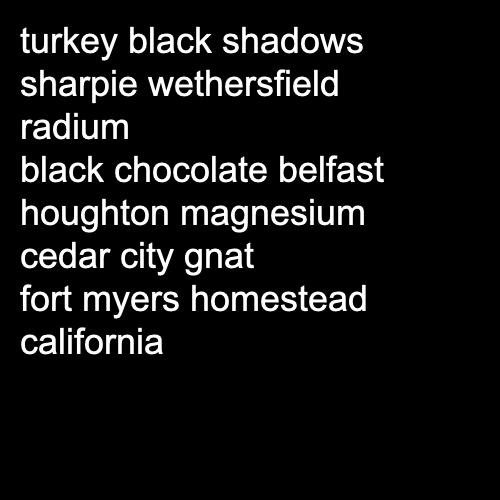 turkey black shadows
sharpie wethersfield
radium
black chocolate belfast
houghton magnesium
cedar city gnat
fort myers homestead
california